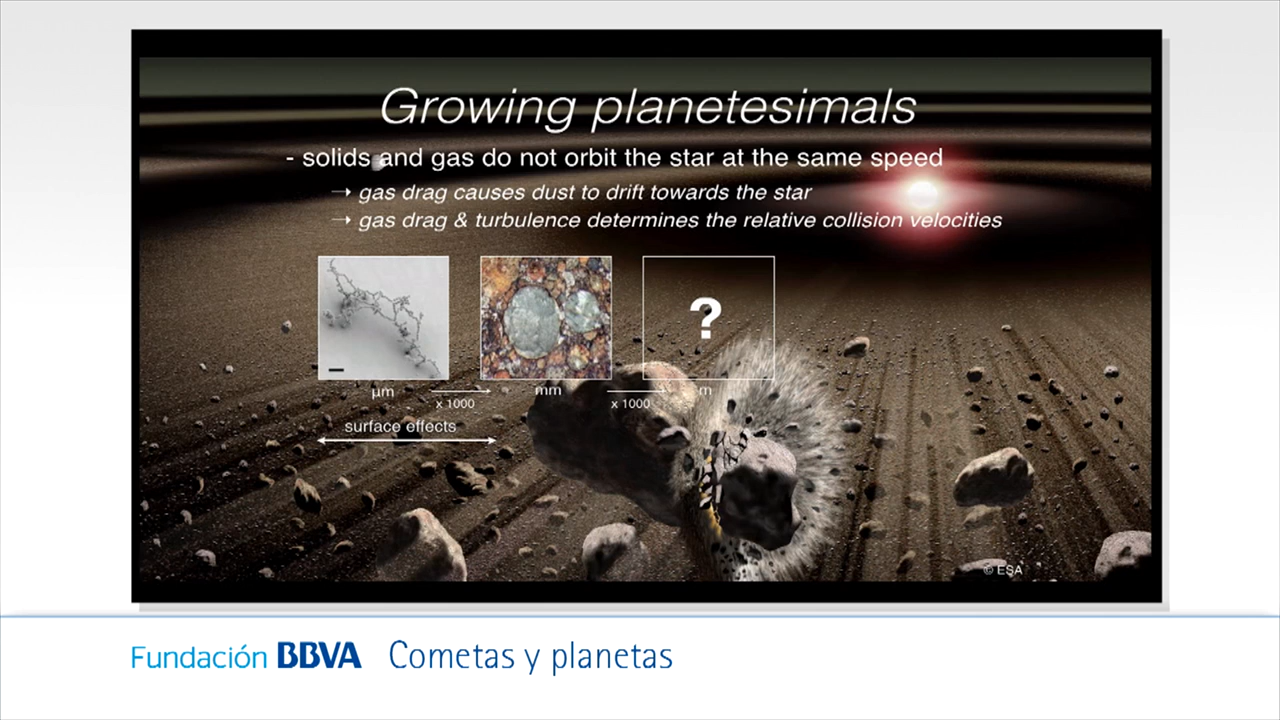 Growing planetesimals
- solids and gas do not orbit the star at the same speed
→ gas drag causes dust to drift towards the star
→ gas drag & turbulence determines the relative collision velocities
?
μm
x 1000
mm
x 1000
m
surface effects
© ESA
Fundación BBVA
Cometas y planetas